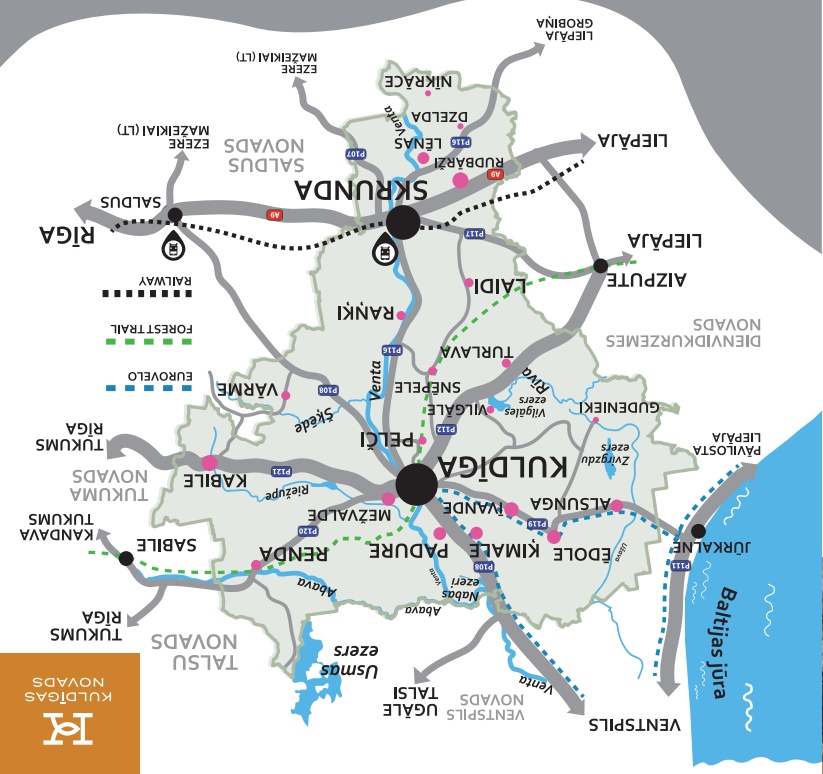 KULDĪGAS
NOVADS
VENTSPILS
Baltijas jūra
Venta
VENTSPILS
NOVADS
UGĀLE
TALSI
Usmas
ezers
TALSU
NOVADS
TUKUMS
RĪGA
P111
JŪRKALNE
Užava
Abava
Nabas
ezeri
Venta
Abava
P108
ĒDOLE
ĶIMALE
PADURE
RENDA
SABILE
KANDAVA
TUKUMS
P119
P120
ALSUNGA
ĪVANDE
MEŽVALDE
Riežupe
P121
KABILE
TUKUMA
NOVADS
TUKUMS
RĪGA
PĀVILOSTA
LIEPĀJA
Zvirgzdu
ezers
KULDĪGA
PELČI
P112
GUDENIEKI
Vilgāles
ezers
VILGĀLE
Rīva
SNĒPELE
Šķēde
P108
VĀRME
EUROVELO
Venta
TURLAVA
P116
DIENVIDKURZEMES
NOVADS
FOREST TRAIL
RAŅĶI
LAIDI
RAILWAY
AIZPUTE
LIEPĀJA
P117
RĪGA
SALDUS
A9
SKRUNDA
RUDBĀRŽI
A9
LIEPĀJA
P107
LĒNAS
P116
SALDUS
NOVADS
EZERE
MAŽEIKIAI (LT)
Venta
DZELDA
NĪKRĀCE
EZERE
MAŽEIKIAI (LT)
LIEPĀJA
GROBIŅA